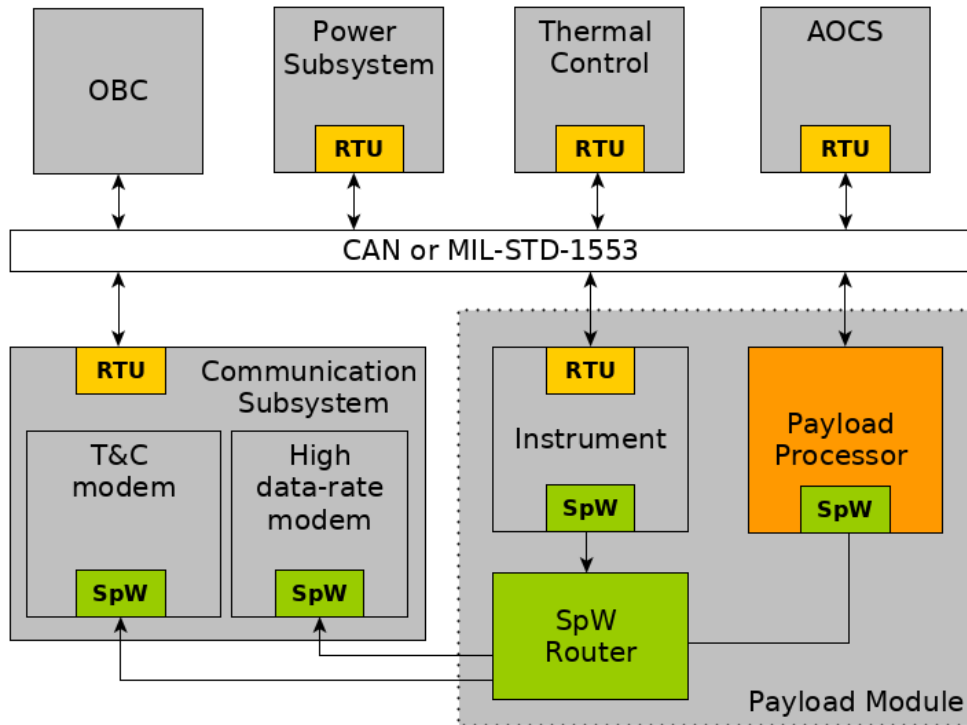 OBC
Power
Subsystem
RTU
Thermal
Control
RTU
AOCS
RTU
CAN or MIL-STD-1553
RTU
Communication
Subsystem
T&C
modem
SpW
High
data-rate
modem
SpW
RTU
Instrument
SpW
Payload
Processor
SpW
SpW
Router
Payload Module